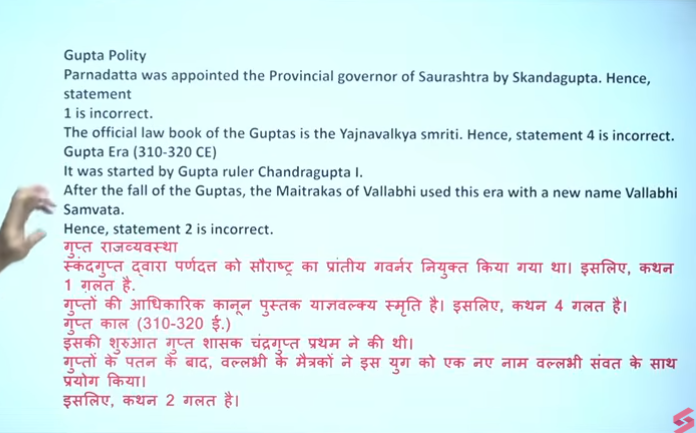 Gupta Polity
Parnadatta was appointed the Provincial governor of Saurashtra by Skandagupta. Hence,
statement
1 is incorrect.
The official law book of the Guptas is the Yajnavalkya smriti. Hence, statement 4 is incorrect.
Gupta Era (310-320 CE)
It was started by Gupta ruler Chandragupta I.
After the fall of the Guptas, the Maitrakas of Vallabhi used this era with a new name Vallabhi
Samvata.
Hence, statement 2 is incorrect.
गुप्त राजव्यवस्था
स्कंदगुप्त द्वारा पर्णदत्त को सौराष्ट्र का प्रांतीय गवर्नर नियुक्त किया गया था। इसलिए, कथन
1 गलत है.
गुप्तों की आधिकारिक कानून पुस्तक याज्ञवल्क्य स्मृति है। इसलिए, कथन 4 गलत है।
गुप्त काल (310-320 ई.)
इसकी शुरुआत गुप्त शासक चंद्रगुप्त प्रथम ने की थी।
गुप्तों के पतन के बाद, वल्लभी के मैत्रकों ने इस युग को एक नए नाम वल्लभी संवत के साथ
प्रयोग किया।
इसलिए, कथन 2 गलत है।